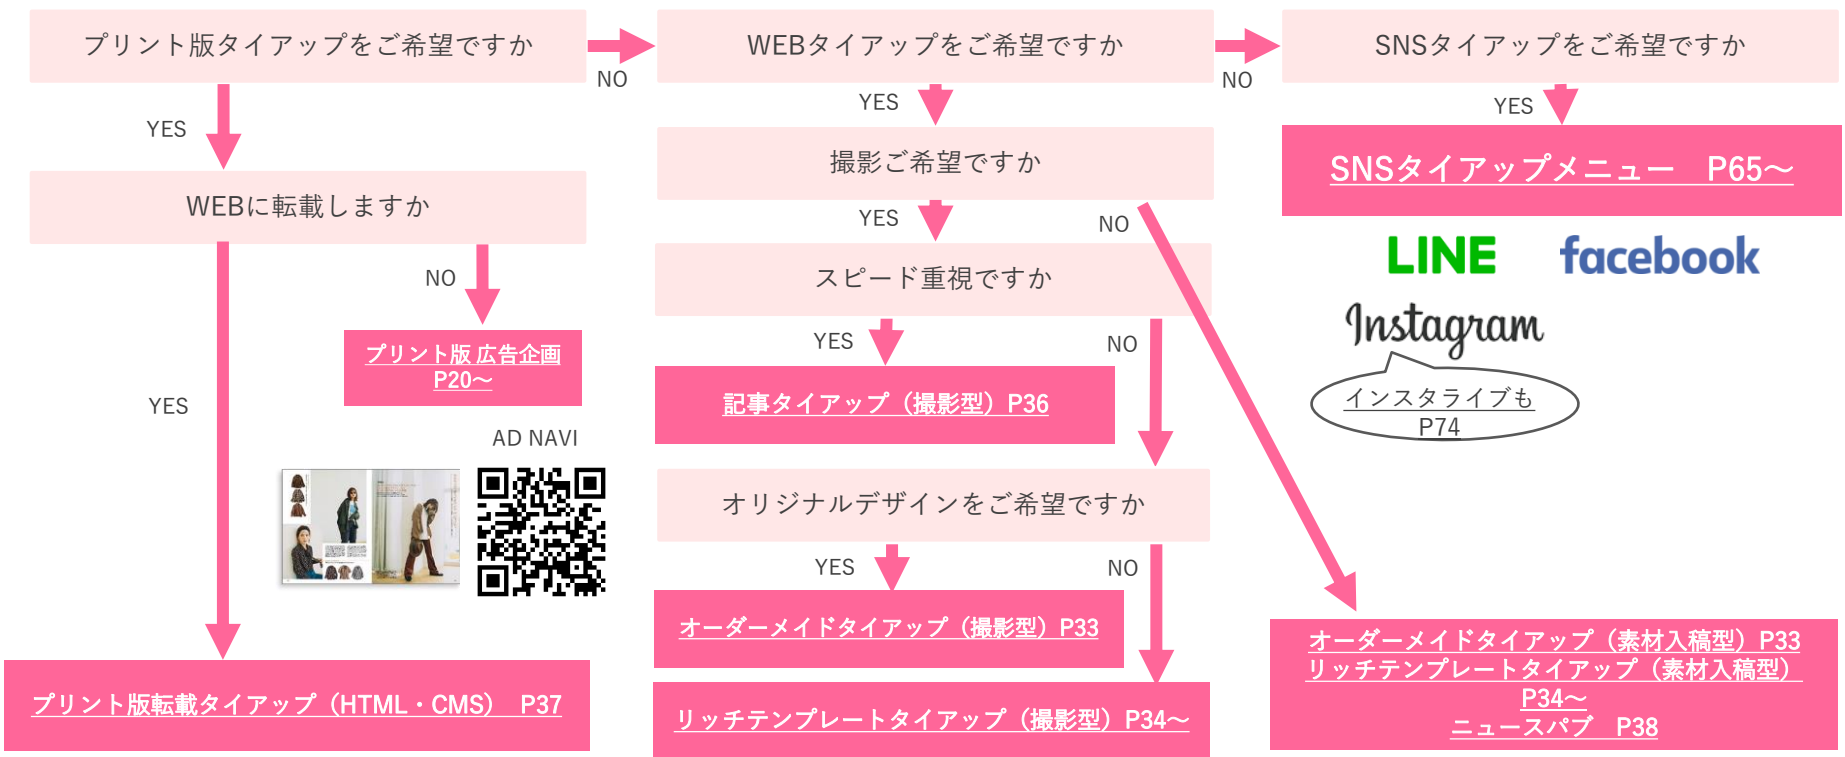 プリント版タイアップをご希望ですか
NO
WEBタイアップをご希望ですか
NO
SNSタイアップをご希望ですか
YES
WEBに転載しますか
NO
プリント版 広告企画
P20～
YES
AD NAVI
プリント版転載タイアップ（HTML・CMS） P37
YES
撮影ご希望ですか
YES
NO
スピード重視ですか
YES
NO
記事タイアップ（撮影型）P36
オリジナルデザインをご希望ですか
YES
NO
オーダーメイドタイアップ（撮影型）P33
リッチテンプレートタイアップ（撮影型）P34～
YES
SNSタイアップメニュー　P65～
LINE
facebook
Instagram
インスタライブも
P74
オーダーメイドタイアップ（素材入稿型）P33
リッチテンプレートタイアップ（素材入稿型）
P34～
ニュースパブ　P38